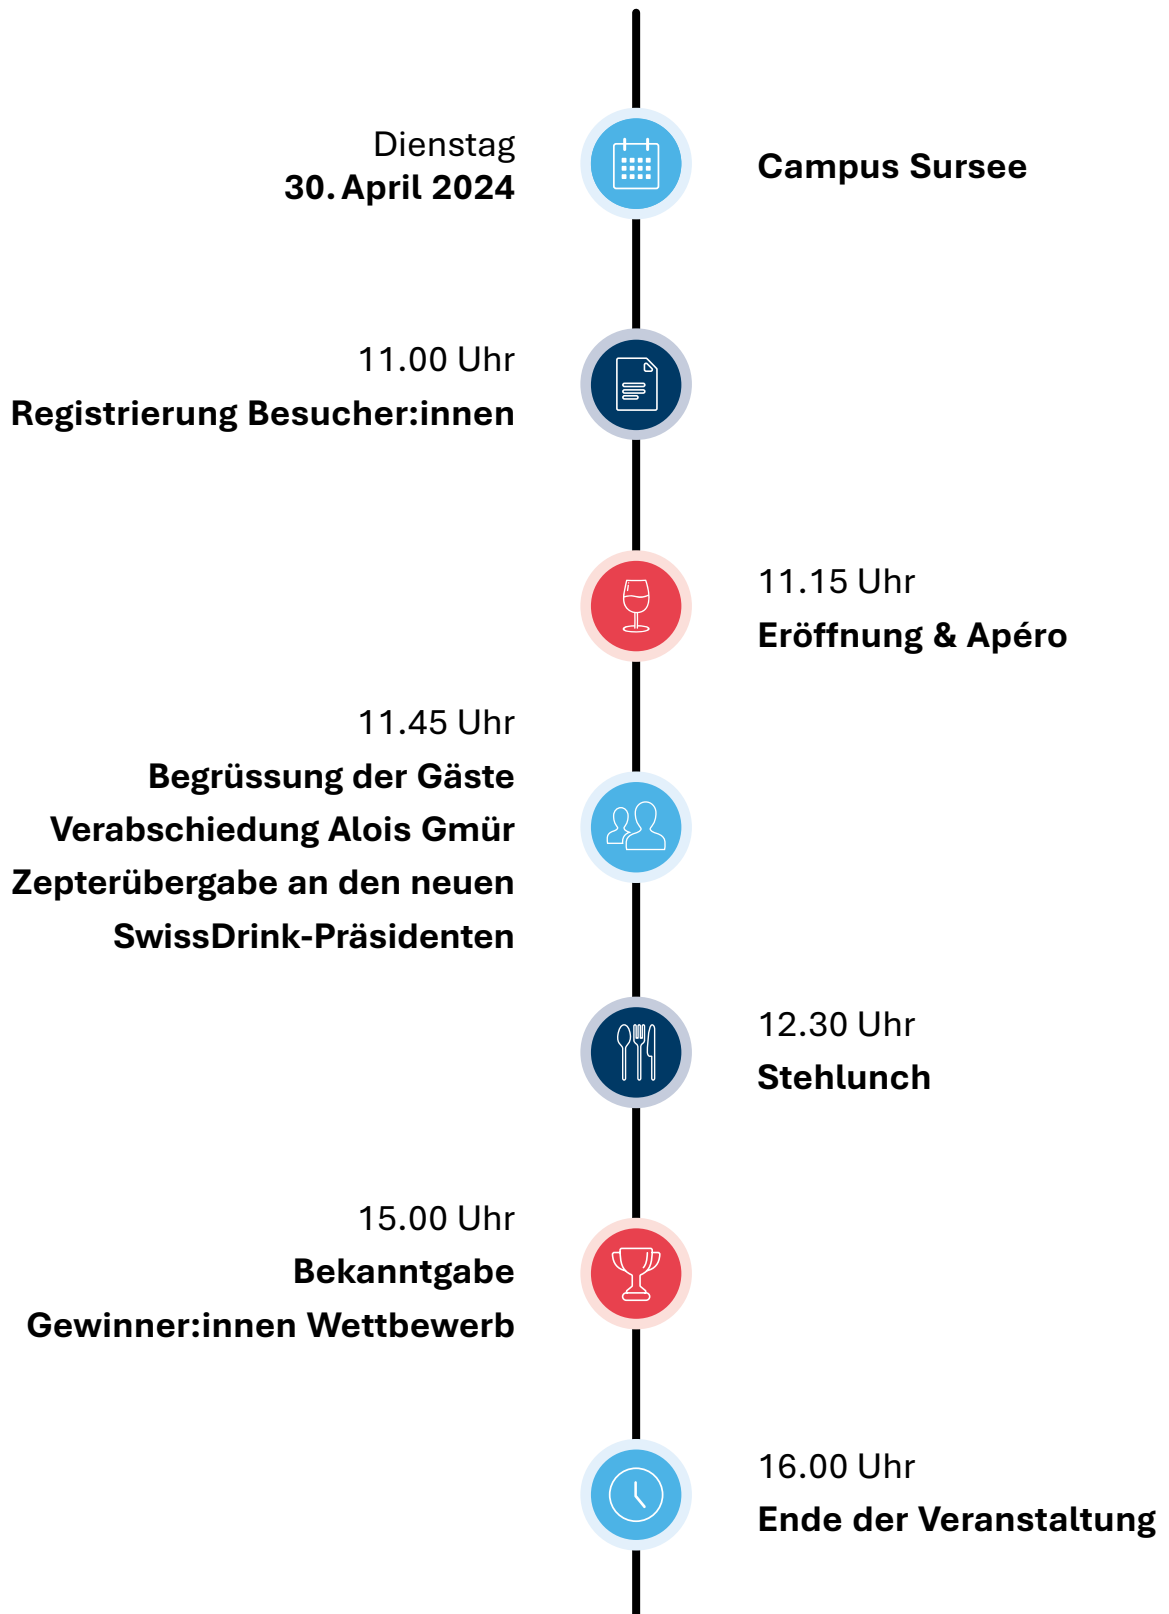 Dienstag
30. April 2024
Campus Sursee
11.00 Uhr
Registrierung Besucher:innen
11.15 Uhr
Eröffnung & Apéro
11.45 Uhr
Begrüssung der Gäste
Verabschiedung Alois Gmür
Zepterübergabe an den neuen
SwissDrink-Präsidenten
12.30 Uhr
Stehlunch
15.00 Uhr
Bekanntgabe
Gewinner:innen Wettbewerb
16.00 Uhr
Ende der Veranstaltung